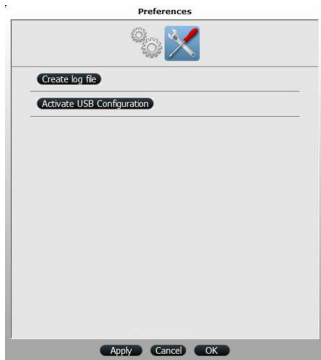 Preferences
Create log file
Activate USB Configuration
Apply Cancel OK